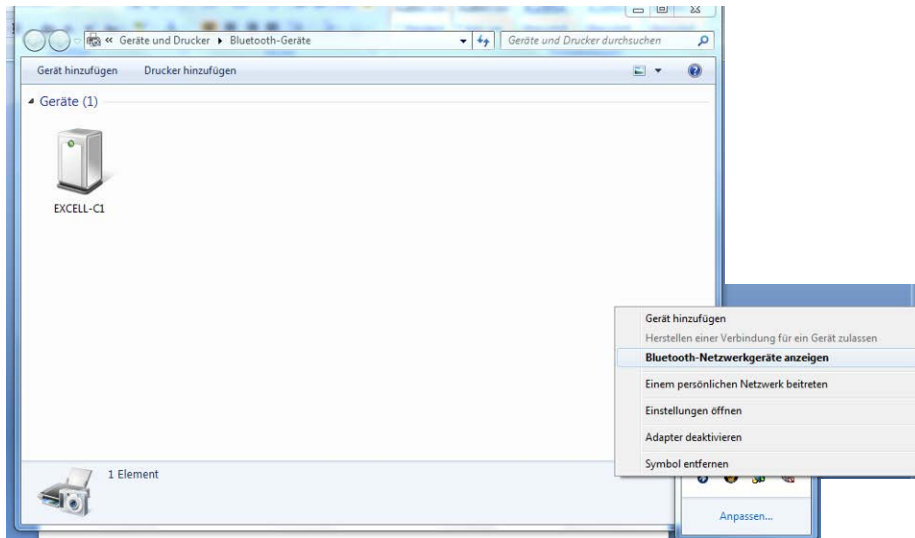 « Geräte und Drucker ▸ Bluetooth-Geräte
Geräte und Drucker durchsuchen
Gerät hinzufügen Drucker hinzufügen
Geräte (1)
EXCELL-C1
Gerät hinzufügen
Herstellen einer Verbindung für ein Gerät zulassen
Bluetooth-Netzwerkgeräte anzeigen
Einem persönlichen Netzwerk beitreten
Einstellungen öffnen
Adapter deaktivieren
Symbol entfernen
1 Element
Anpassen...